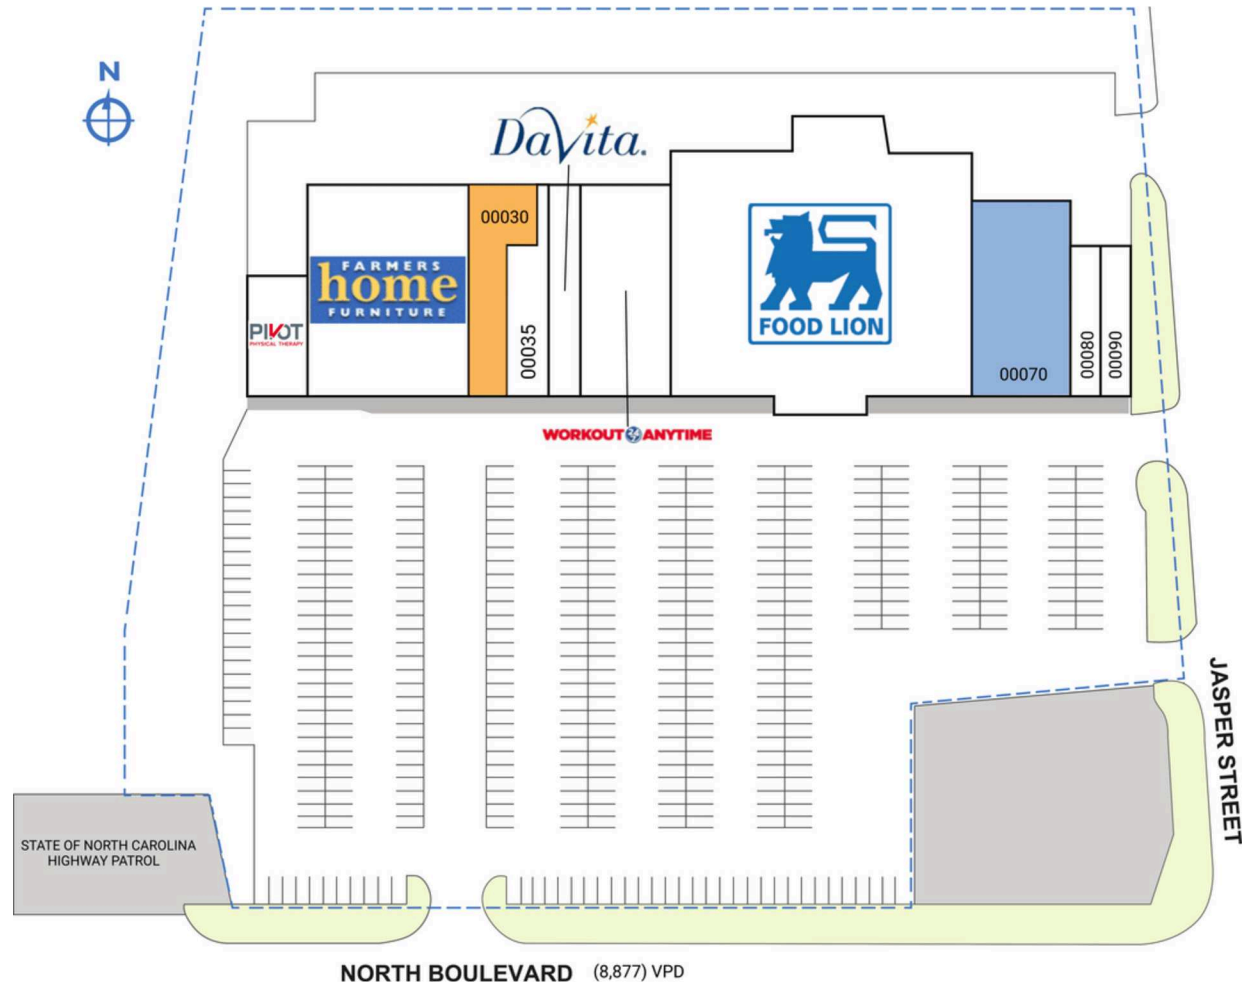 N
DaVita.
00030
FARMERS
home
FURNITURE
PIVOT
PHYSICAL THERAPY
00035
FOOD LION
00070
00080
00090
WORKOUT ANYTIME
JASPER STREET
STATE OF NORTH CAROLINA
HIGHWAY PATROL
NORTH BOULEVARD (8,877) VPD